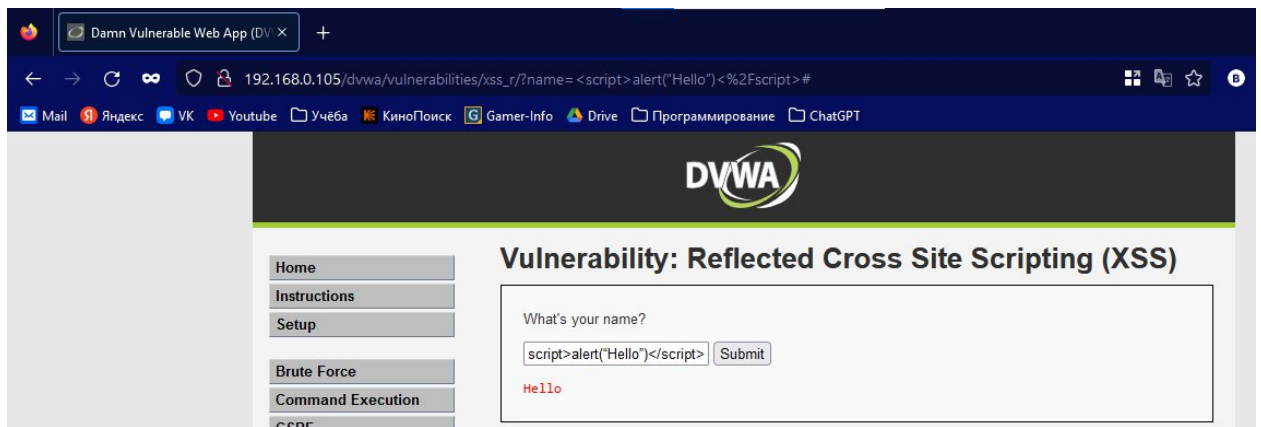 Damn Vulnerable Web App (DV
192.168.0.105/dvwa/vulnerabilities/xss_r/?name=<script>alert("Hello")<%2Fscript>#
B
Mail Яндекс VK Youtube Учёба КиноПоиск Gamer-Info Drive Программирование ChatGPT
DVWA
Home
Instructions
Setup
Brute Force
Command Execution
CSRF
Vulnerability: Reflected Cross Site Scripting (XSS)
What's your name?
script>alert(“Hello”)</script> Submit
Hello